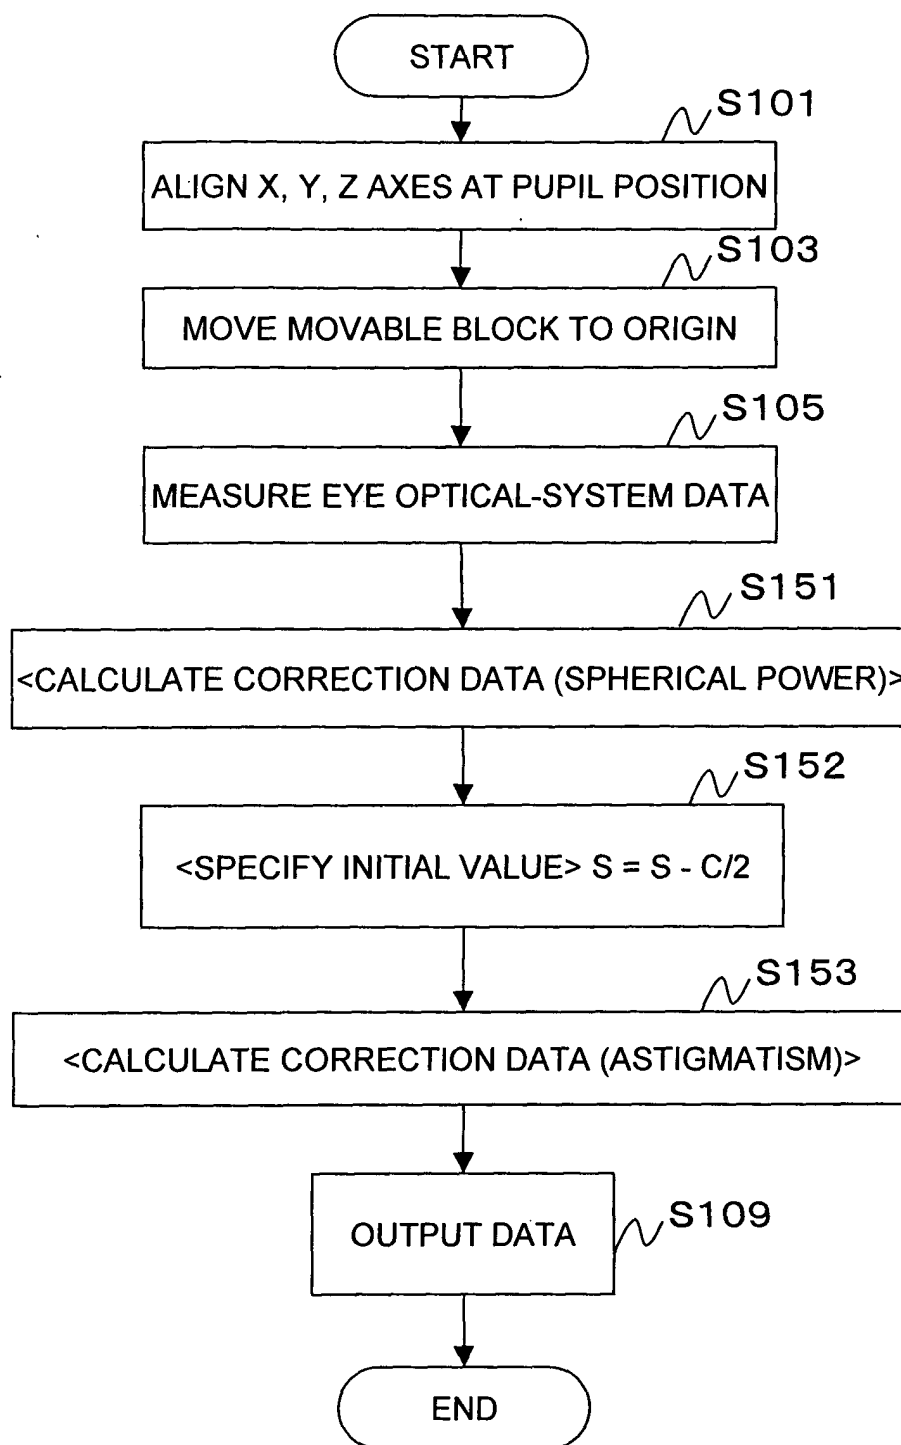 START
S101
ALIGN X, Y, Z AXES AT PUPIL POSITION
S103
MOVE MOVABLE BLOCK TO ORIGIN
S105
MEASURE EYE OPTICAL-SYSTEM DATA
S151
<CALCULATE CORRECTION DATA (SPHERICAL POWER)>
S152
<SPECIFY INITIAL VALUE> S = S - C/2
S153
<CALCULATE CORRECTION DATA (ASTIGMATISM)>
OUTPUT DATA
S109
END